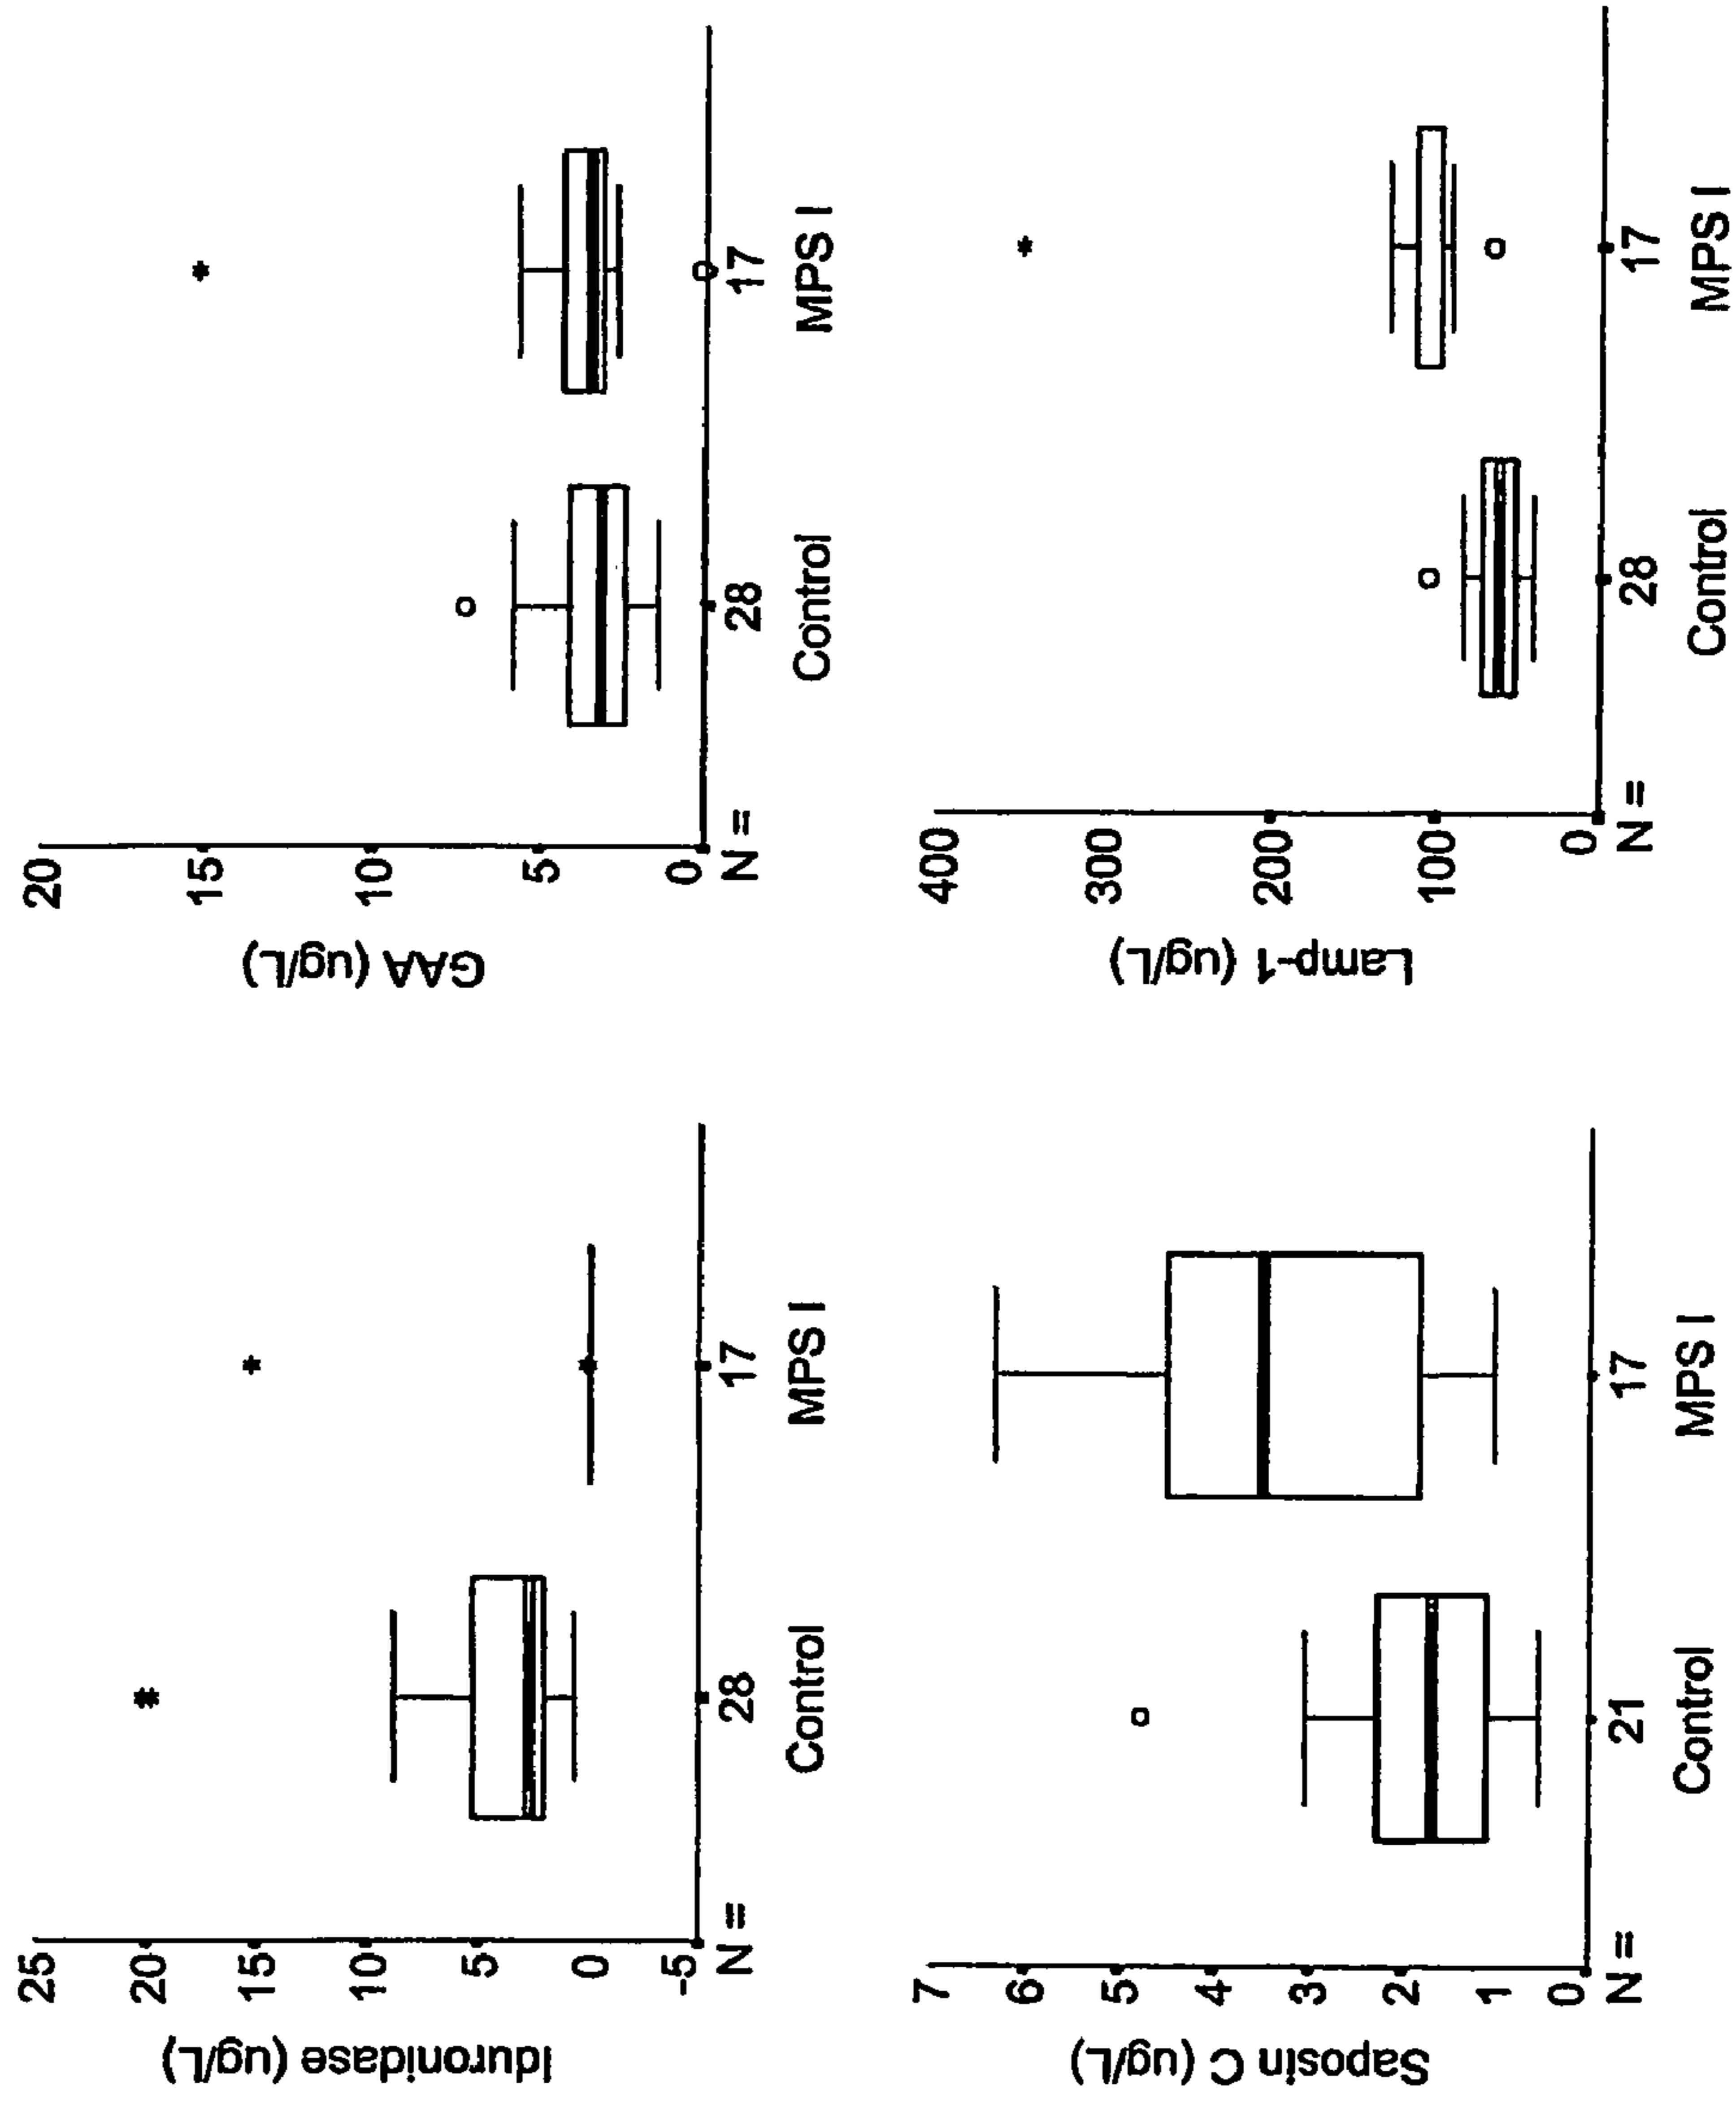 Iduronidase (ug/L)
25
20
15
10
5
0
-5
N =
28
17
Control
MPS I
GAA (ug/L)
20
15
10
5
0
N =
28
17
Control
MPS I
Saposin C (ug/L)
7
6
5
4
3
2
1
0
N =
21
17
Control
MPS I
Lamp-1 (ug/L)
400
300
200
100
0
N =
28
17
Control
MPS I